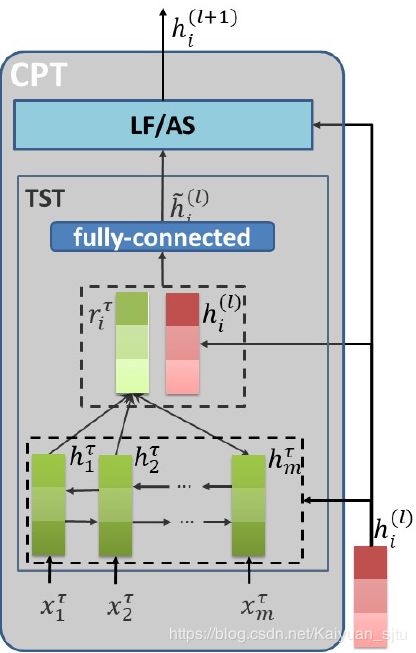 h_i^{(l+1)}
CPT
LF/AS
TST
h̃_i^{(l)}
fully-connected
r_i^τ h_i^{(l)}
h_1^τ h_2^τ h_m^τ
... 
...
h_i^{(l)}
x_1^τ x_2^τ x_m^τ
https://blog.csdn.net/Kaiyuan_sjtu